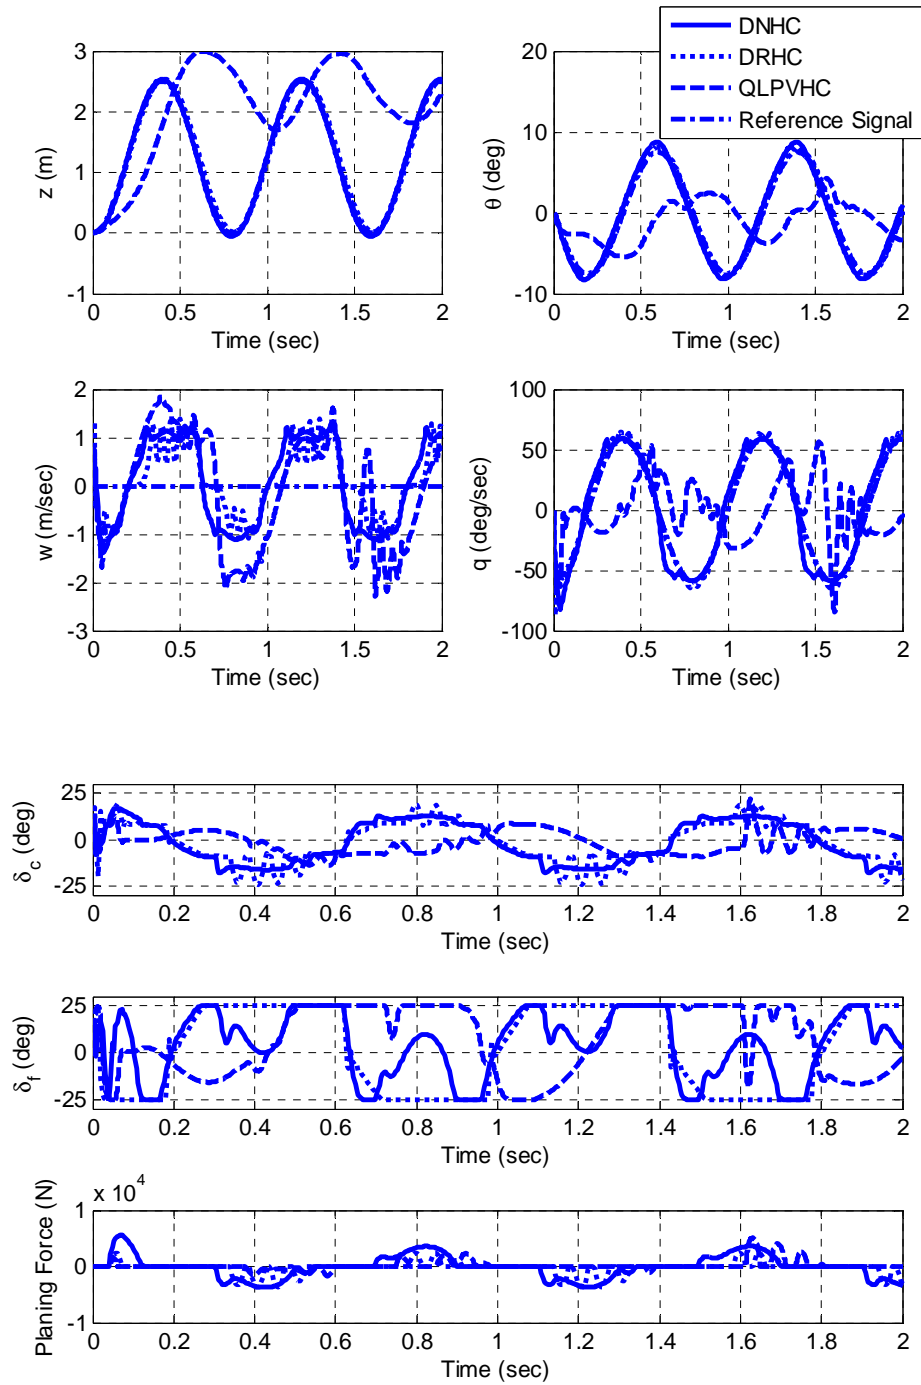 DNHC
DRHC
QLPVHC
Reference Signal
3
2
1
0
-1
z (m)
0 0.5 1 1.5 2
Time (sec)
20
10
0
-10
θ (deg)
0 0.5 1 1.5 2
Time (sec)
2
1
0
-1
-2
-3
w (m/sec)
0 0.5 1 1.5 2
Time (sec)
100
50
0
-50
-100
q (deg/sec)
0 0.5 1 1.5 2
Time (sec)
25
0
-25
δ_c (deg)
0 0.2 0.4 0.6 0.8 1 1.2 1.4 1.6 1.8 2
Time (sec)
25
0
-25
δ_f (deg)
0 0.2 0.4 0.6 0.8 1 1.2 1.4 1.6 1.8 2
Time (sec)
x 10^4
1
0
-1
Planing Force (N)
0 0.2 0.4 0.6 0.8 1 1.2 1.4 1.6 1.8 2
Time (sec)